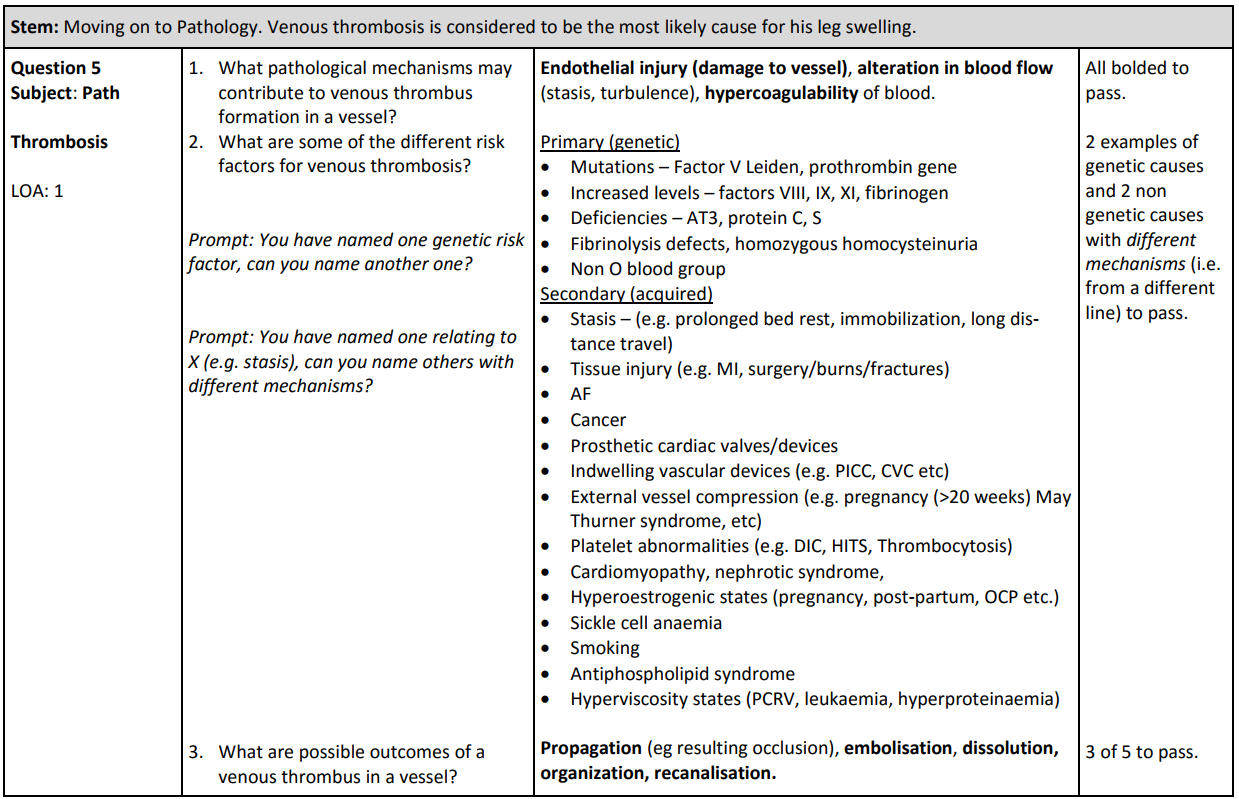 Stem: Moving on to Pathology. Venous thrombosis is considered to be the most likely cause for his leg swelling.
Question 5
Subject: Path
Thrombosis
LOA: 1
1. What pathological mechanisms may
contribute to venous thrombus
formation in a vessel?
2. What are some of the different risk
factors for venous thrombosis?
Prompt: You have named one genetic risk
factor, can you name another one?
Prompt: You have named one relating to
X (e.g. stasis), can you name others with
different mechanisms?
3. What are possible outcomes of a
venous thrombus in a vessel?
Endothelial injury (damage to vessel), alteration in blood flow
(stasis, turbulence), hypercoagulability of blood.
Primary (genetic)
• Mutations – Factor V Leiden, prothrombin gene
• Increased levels – factors VIII, IX, XI, fibrinogen
• Deficiencies – AT3, protein C, S
• Fibrinolysis defects, homozygous homocysteinuria
• Non O blood group
Secondary (acquired)
• Stasis – (e.g. prolonged bed rest, immobilization, long dis-
tance travel)
• Tissue injury (e.g. MI, surgery/burns/fractures)
• AF
• Cancer
• Prosthetic cardiac valves/devices
• Indwelling vascular devices (e.g. PICC, CVC etc)
• External vessel compression (e.g. pregnancy (>20 weeks) May
Thurner syndrome, etc)
• Platelet abnormalities (e.g. DIC, HITS, Thrombocytosis)
• Cardiomyopathy, nephrotic syndrome,
• Hyperoestrogenic states (pregnancy, post-partum, OCP etc.)
• Sickle cell anaemia
• Smoking
• Antiphospholipid syndrome
• Hyperviscosity states (PCRV, leukaemia, hyperproteinaemia)
Propagation (eg resulting occlusion), embolisation, dissolution,
organization, recanalisation.
All bolded to
pass.
2 examples of
genetic causes
and 2 non
genetic causes
with different
mechanisms (i.e.
from a different
line) to pass.
3 of 5 to pass.